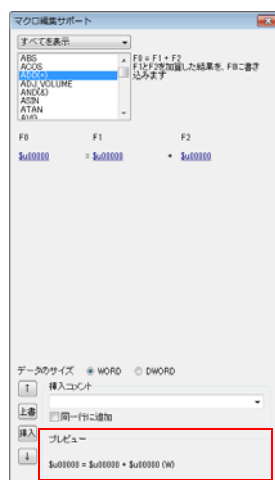 マクロ編集サポート
すべてを表示
ABS
ACOS
ADD(+)
ADJ_VOLUME
AND(&)
ASIN
ATAN
AVG
F0 = F1 + F2
F1とF2を加算した結果を、F0に書き
込みます
F0 F1 F2
$u00000 = $u00000 + $u00000
データのサイズ WORD DWORD
↑ 挿入コメント
上書 同一行に追加
挿入 プレビュー
↓
$u00000 = $u00000 + $u00000 (W)